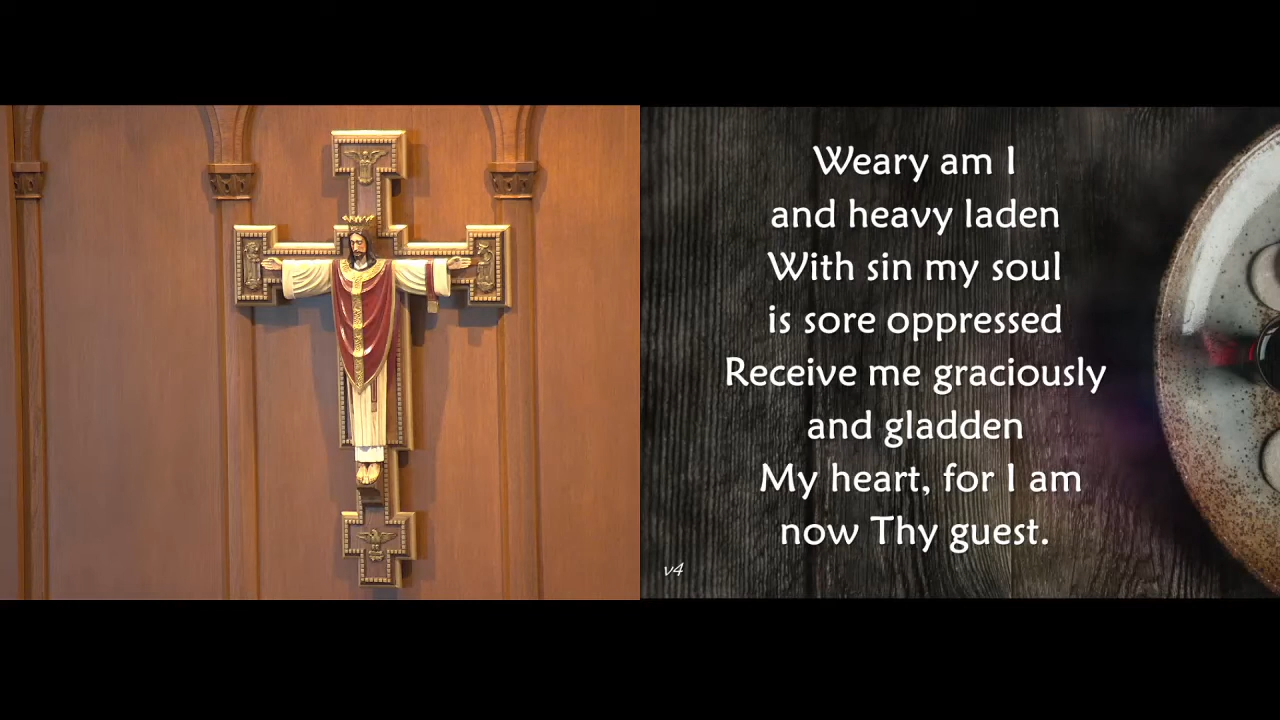 Weary am I
and heavy laden
With sin my soul
is sore oppressed
Receive me graciously
and gladden
My heart, for I am
now Thy guest.
v4